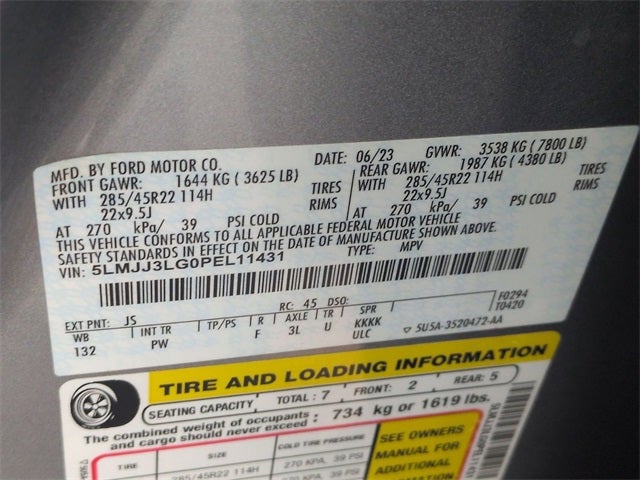 MFD. BY FORD MOTOR CO.
DATE: 06/23 GVWR: 3538 KG ( 7800 LB)
FRONT GAWR: 1644 KG ( 3625 LB)
REAR GAWR: 1987 KG ( 4380 LB)
WITH 285/45R22 114H TIRES
WITH 285/45R22 114H TIRES
22x9.5J RIMS
22x9.5J RIMS
AT 270 kPa/ 39 PSI COLD
AT 270 kPa/ 39 PSI COLD
THIS VEHICLE CONFORMS TO ALL APPLICABLE FEDERAL MOTOR VEHICLE
SAFETY STANDARDS IN EFFECT ON THE DATE OF MANUFACTURE SHOWN ABOVE.
VIN: 5LMJJ3LG0PEL11431 TYPE: MPV
F0294
T0420
EXT PNT: JS RC: 45 DSO:
WB INT TR TP/PS R AXLE TR SPR
132 PW F 3L U KKKK
ULC
5U5A-3520472-AA
TIRE AND LOADING INFORMATION
SEATING CAPACITY TOTAL : 7 FRONT: 2 REAR: 5
The combined weight of occupants and cargo should never exceed : 734 kg or 1619 lbs.
TIRE SIZE COLD TIRE PRESSURE
285/45R22 114H 270 KPA, 39 PSI
SEE OWNERS
MANUAL FOR
ADDITIONAL